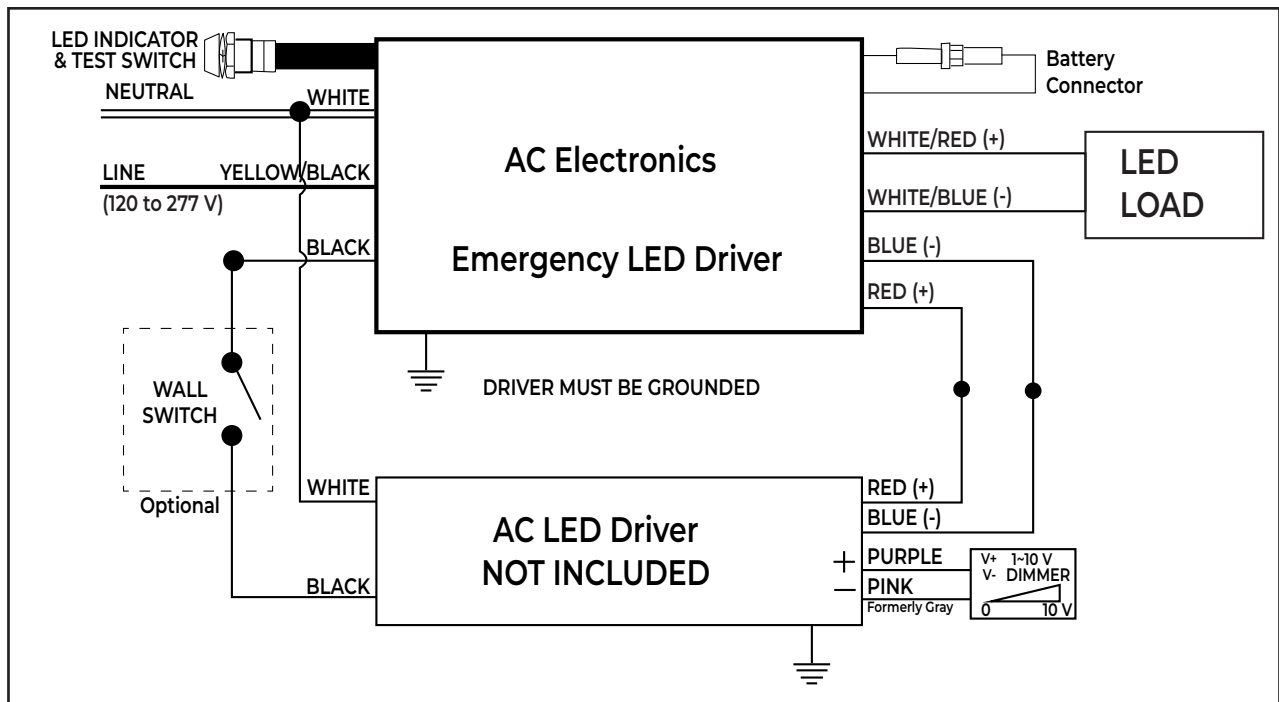 LED INDICATOR
& TEST SWITCH
NEUTRAL
WHITE
LINE
YELLOW/BLACK
(120 to 277 V)
BLACK
AC Electronics
Emergency LED Driver
Battery
Connector
WHITE/RED (+)
WHITE/BLUE (-)
LED
LOAD
BLUE (-)
RED (+)
DRIVER MUST BE GROUNDED
WALL
SWITCH
Optional
WHITE
BLACK
AC LED Driver
NOT INCLUDED
RED (+)
BLUE (-)
+ PURPLE
− PINK
Formerly Gray
V+ 1~10 V
V- DIMMER
0 10 V